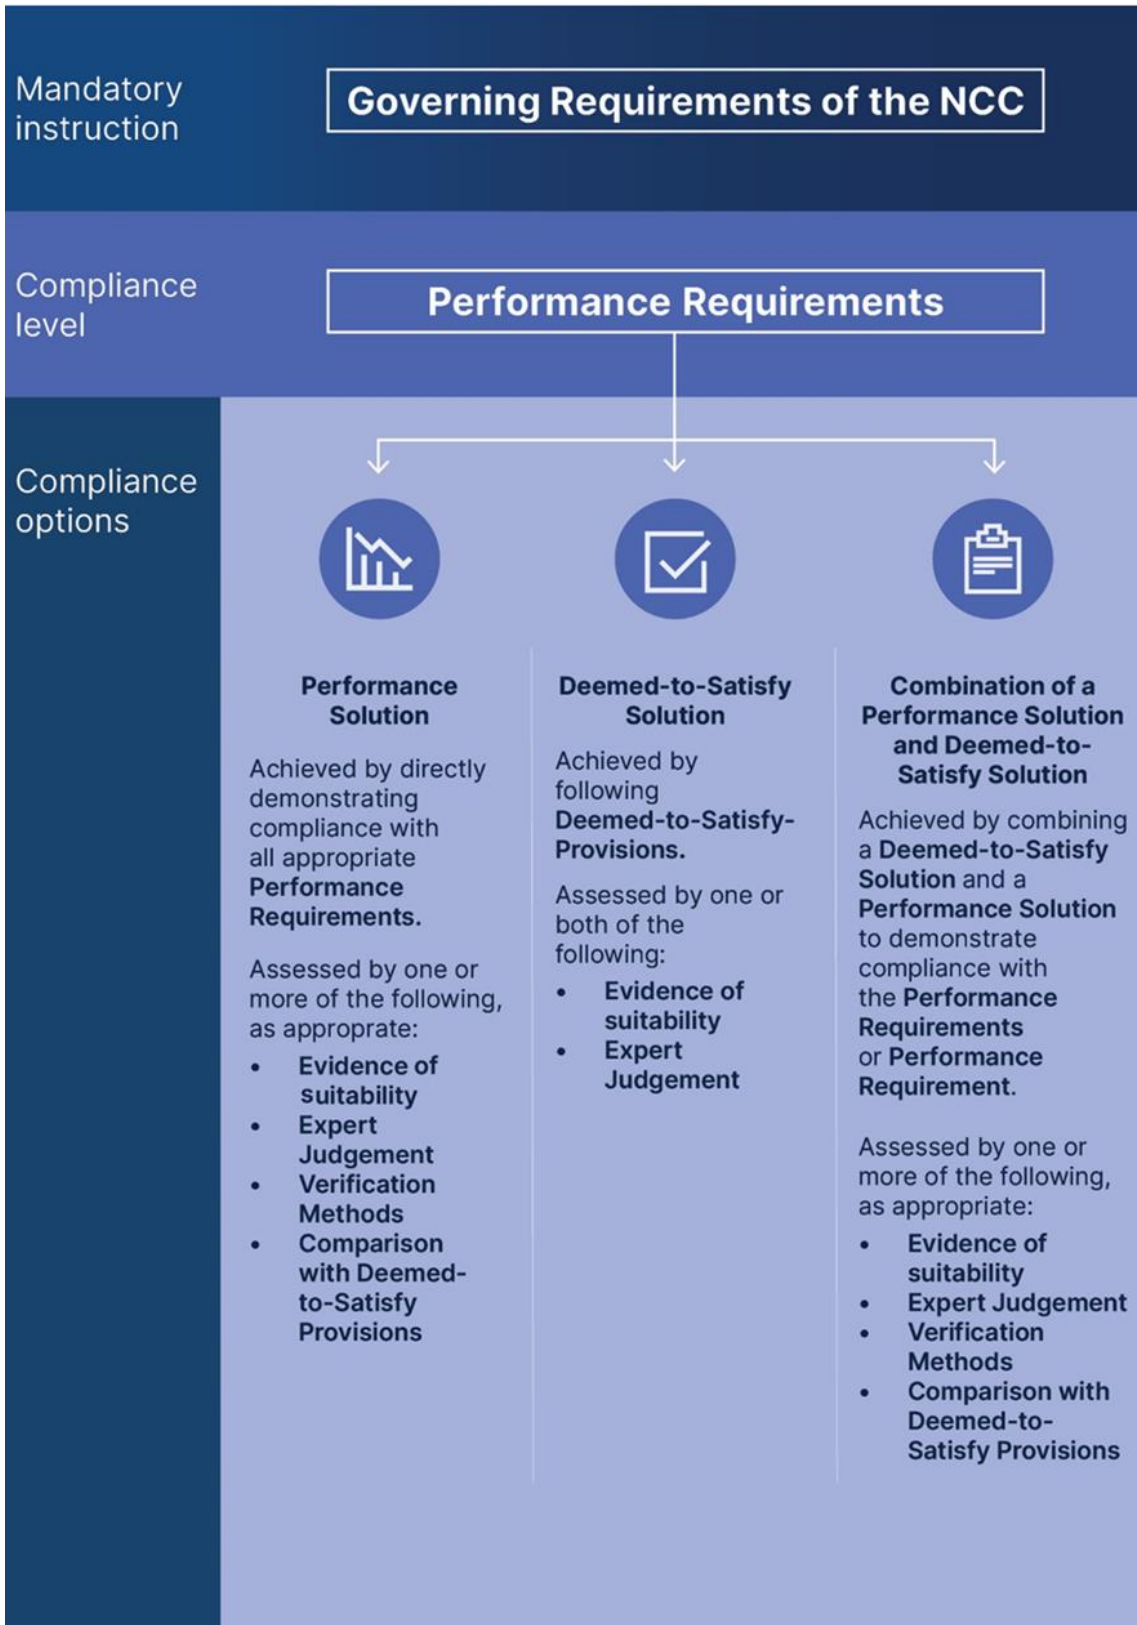 Mandatory
instruction
Governing Requirements of the NCC
Compliance
level
Performance Requirements
Compliance
options
Performance
Solution
Achieved by directly
demonstrating
compliance with
all appropriate
Performance
Requirements.
Assessed by one or
more of the following,
as approprate:
• Evidence of
suitability
• Expert
Judgement
• Verification
Methods
• Comparison
with Deemed-
to-Satisfy
Provisions
Deemed-to-Satisfy
Solution
Achieved by
following
Deemed-to-Satisfy-
Provisions.
Assessed by one or
both of the
following:
• Evidence of
suitability
• Expert
Judgement
Combination of a
Performance Solution
and Deemed-to-
Satisfy Solution
Achieved by combining
a Deemed-to-Satisfy
Solution and a
Performance Solution
to demonstrate
compliance with
the Performance
Requirements
or Performance
Requirement.
Assessed by one or
more of the following,
as appropriate:
• Evidence of
suitability
• Expert Judgement
• Verification
Methods
• Comparison with
Deemed-to-
Satisfy Provisions